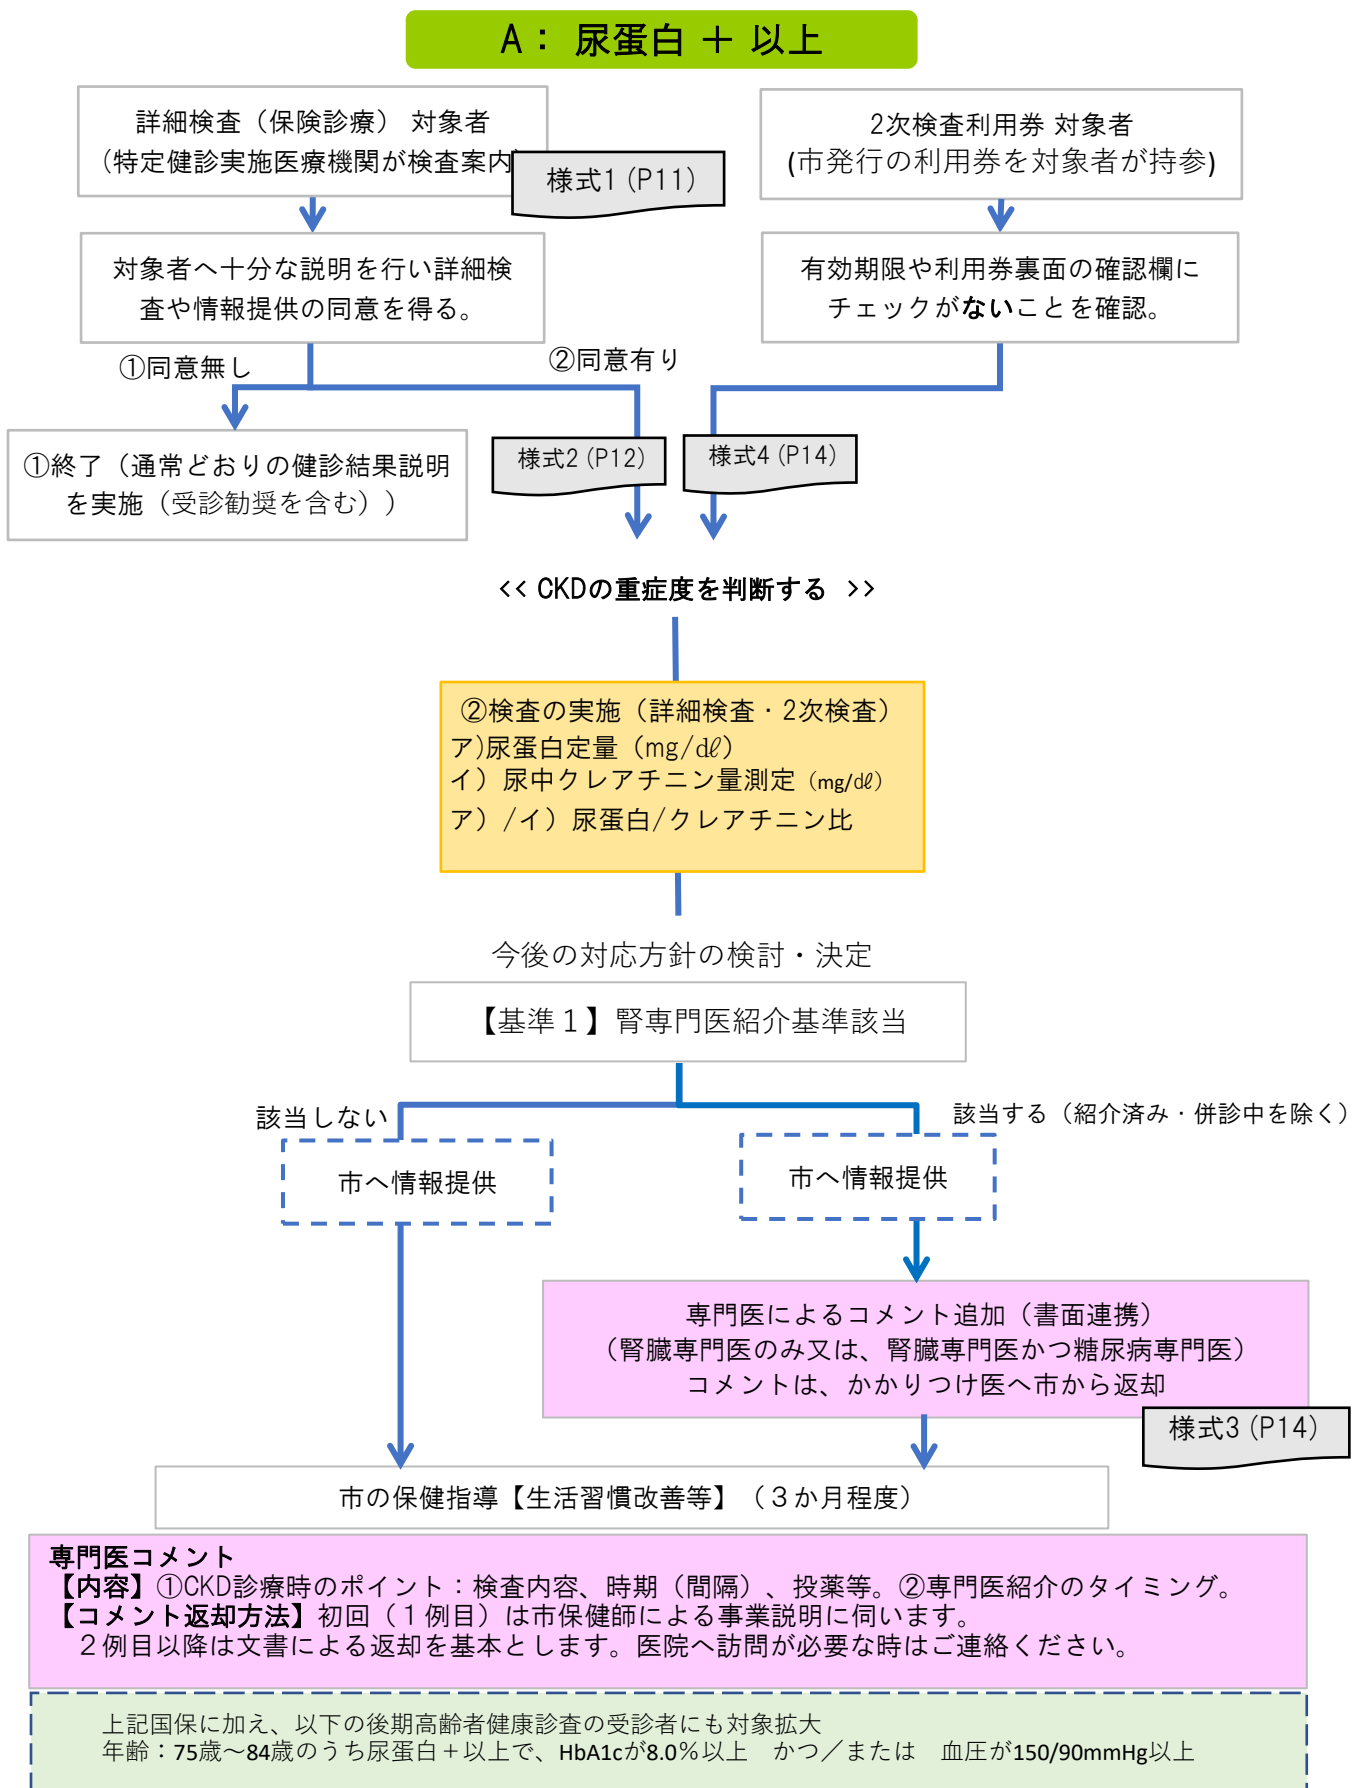 A： 尿蛋白 ＋ 以上
詳細検査（保険診療） 対象者
（特定健診実施医療機関が検査案内
様式1 (P11)
2次検査利用券 対象者
(市発行の利用券を対象者が持参)
対象者へ十分な説明を行い詳細検
査や情報提供の同意を得る。
有効期限や利用券裏面の確認欄に
チェックがないことを確認。
①同意無し
②同意有り
①終了（通常どおりの健診結果説明
を実施（受診勧奨を含む））
様式2 (P12)
様式4 (P14)
<< CKDの重症度を判断する >>
②検査の実施（詳細検査・2次検査）
ア)尿蛋白定量（mg/dℓ）
イ）尿中クレアチニン量測定（mg/dℓ）
ア）/イ）尿蛋白/クレアチニン比
今後の対応方針の検討・決定
【基準１】腎専門医紹介基準該当
該当しない
該当する（紹介済み・併診中を除く）
市へ情報提供
市へ情報提供
専門医によるコメント追加（書面連携）
（腎臓専門医のみ又は、腎臓専門医かつ糖尿病専門医）
コメントは、かかりつけ医へ市から返却
様式3 (P14)
市の保健指導【生活習慣改善等】（３か月程度）
専門医コメント
【内容】①CKD診療時のポイント：検査内容、時期（間隔）、投薬等。②専門医紹介のタイミング。
【コメント返却方法】初回（１例目）は市保健師による事業説明に伺います。
２例目以降は文書による返却を基本とします。医院へ訪問が必要な時はご連絡ください。
上記国保に加え、以下の後期高齢者健康診査の受診者にも対象拡大
年齢：75歳～84歳のうち尿蛋白＋以上で、HbA1cが8.0％以上　かつ／または　血圧が150/90mmHg以上